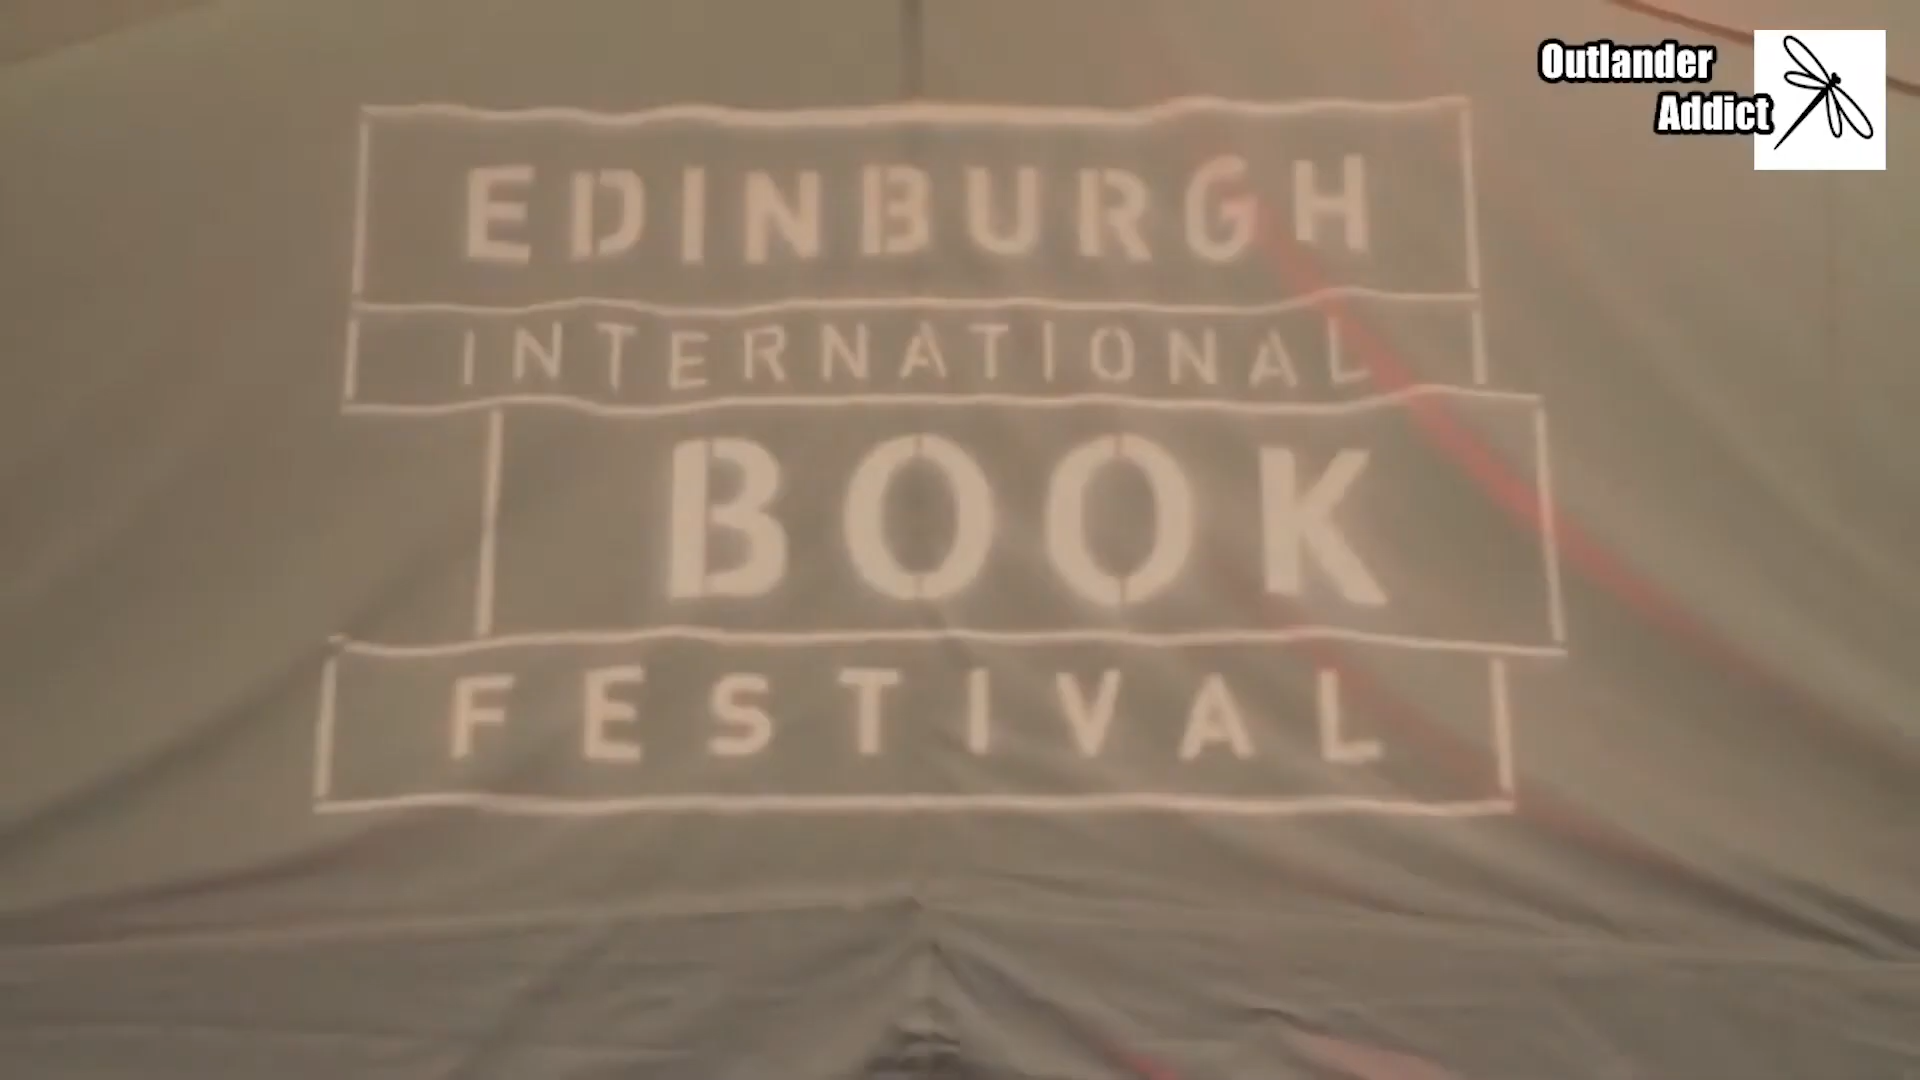 EDINBURGH
INTERNATIONAL
BOOK
FESTIVAL
Outlander
Addict